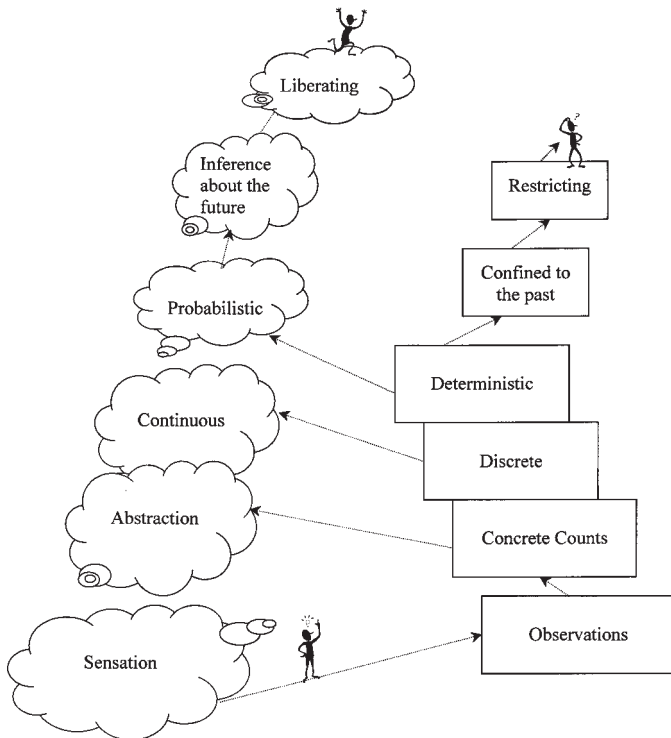 Liberating
?
Inference
about the
future
Restricting
Confined to
the past
Probabilistic
Deterministic
Continuous
Discrete
Abstraction
Concrete Counts
Sensation
Observations